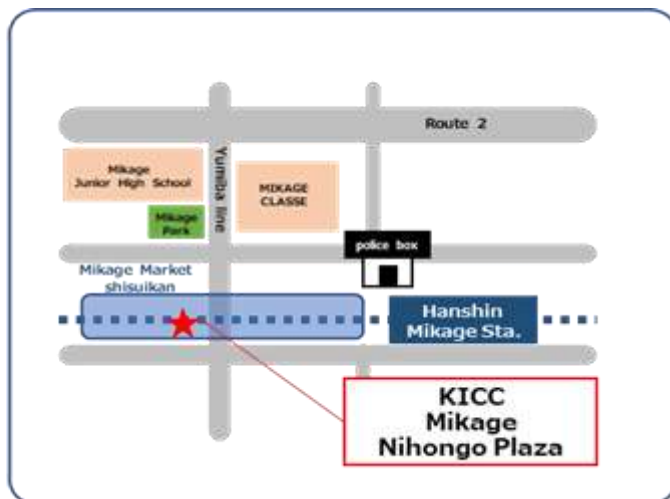 Route 2
Mikage
Junior High School
Yumiba line
MIKAGE
CLASSE
Mikage
Park
police box
Mikage Market
shisuikan
Hanshin
Mikage Sta.
KICC
Mikage
Nihongo Plaza